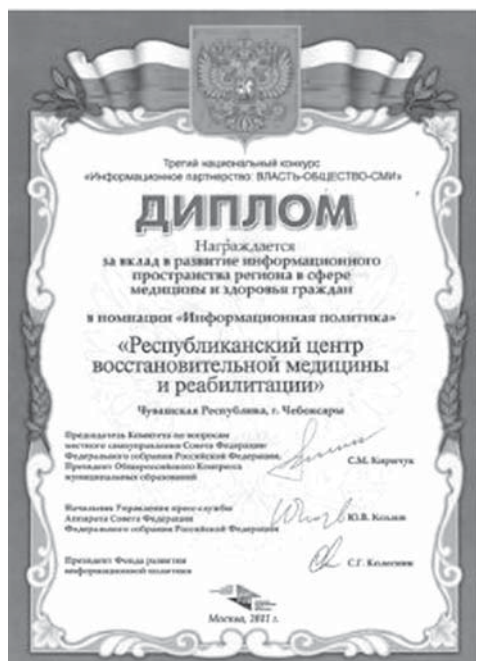 Третий национальный конкурс
«Информационное партнерство: ВЛАСТЬ-ОБЩЕСТВО-СМИ»
ДИПЛОМ
Награждается
за вклад в развитие информационного
пространства региона в сфере
медицины и здоровья граждан
в номинации «Информационная политика»
«Республиканский центр
восстановительной медицины
и реабилитации»
Чувашская Республика, г. Чебоксары
Председатель Комитета по вопросам
местного самоуправления Совета Федерации
Федерального собрания Российской Федерации,
Президент Общероссийского Конгресса
муниципальных образований
С.М. Киричук
Начальник Управления пресс-службы
Аппарата Совета Федерации
Федерального собрания Российской Федерации
Ю.В.
Президент Фонда развития
информационной политики
С.Г. Колесник
Москва, 2011 г.